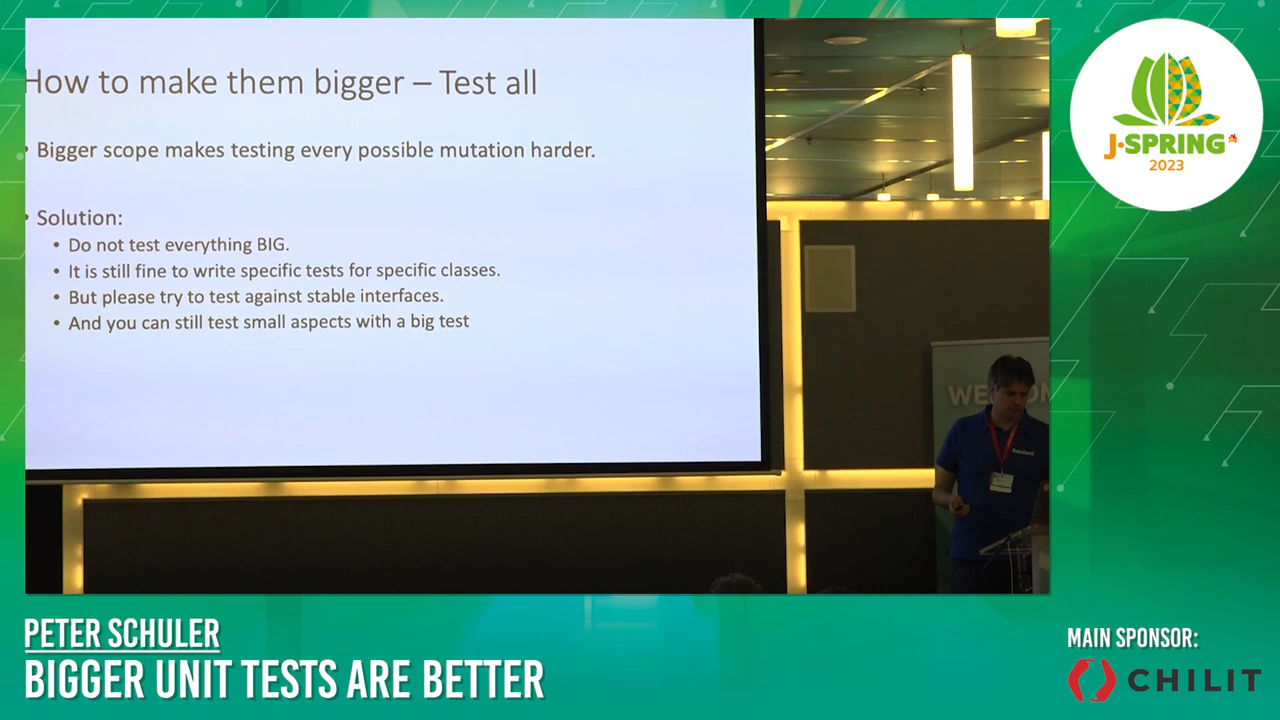 How to make them bigger – Test all
• Bigger scope makes testing every possible mutation harder.
• Solution:
• Do not test everything BIG.
• It is still fine to write specific tests for specific classes.
• But please try to test against stable interfaces.
• And you can still test small aspects with a big test
J-SPRING
2023
PETER SCHULER
BIGGER UNIT TESTS ARE BETTER
MAIN SPONSOR:
CHILIT